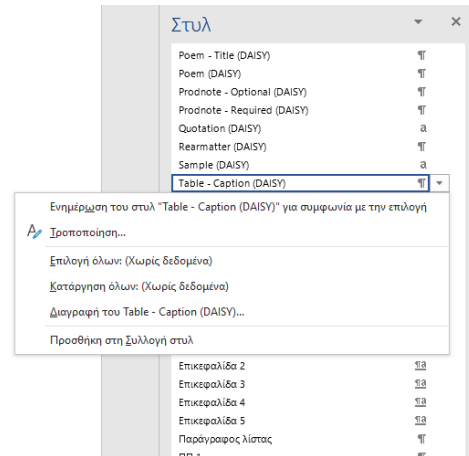 Στυλ
Poem - Title (DAISY)
Poem (DAISY)
Prodnote - Optional (DAISY)
Prodnote - Required (DAISY)
Quotation (DAISY)
Rearmatter (DAISY)
Sample (DAISY)
Table - Caption (DAISY)
Ενημέρωση του στυλ "Table - Caption (DAISY)" για συμφωνία με την επιλογή
Τροποποίηση...
Επιλογή όλων: (Χωρίς δεδομένα)
Κατάργηση όλων: (Χωρίς δεδομένα)
Διαγραφή του Table - Caption (DAISY)...
Προσθήκη στη Συλλογή στυλ
Επικεφαλίδα 2
Επικεφαλίδα 3
Επικεφαλίδα 4
Επικεφαλίδα 5
Παράγραφος λίστας